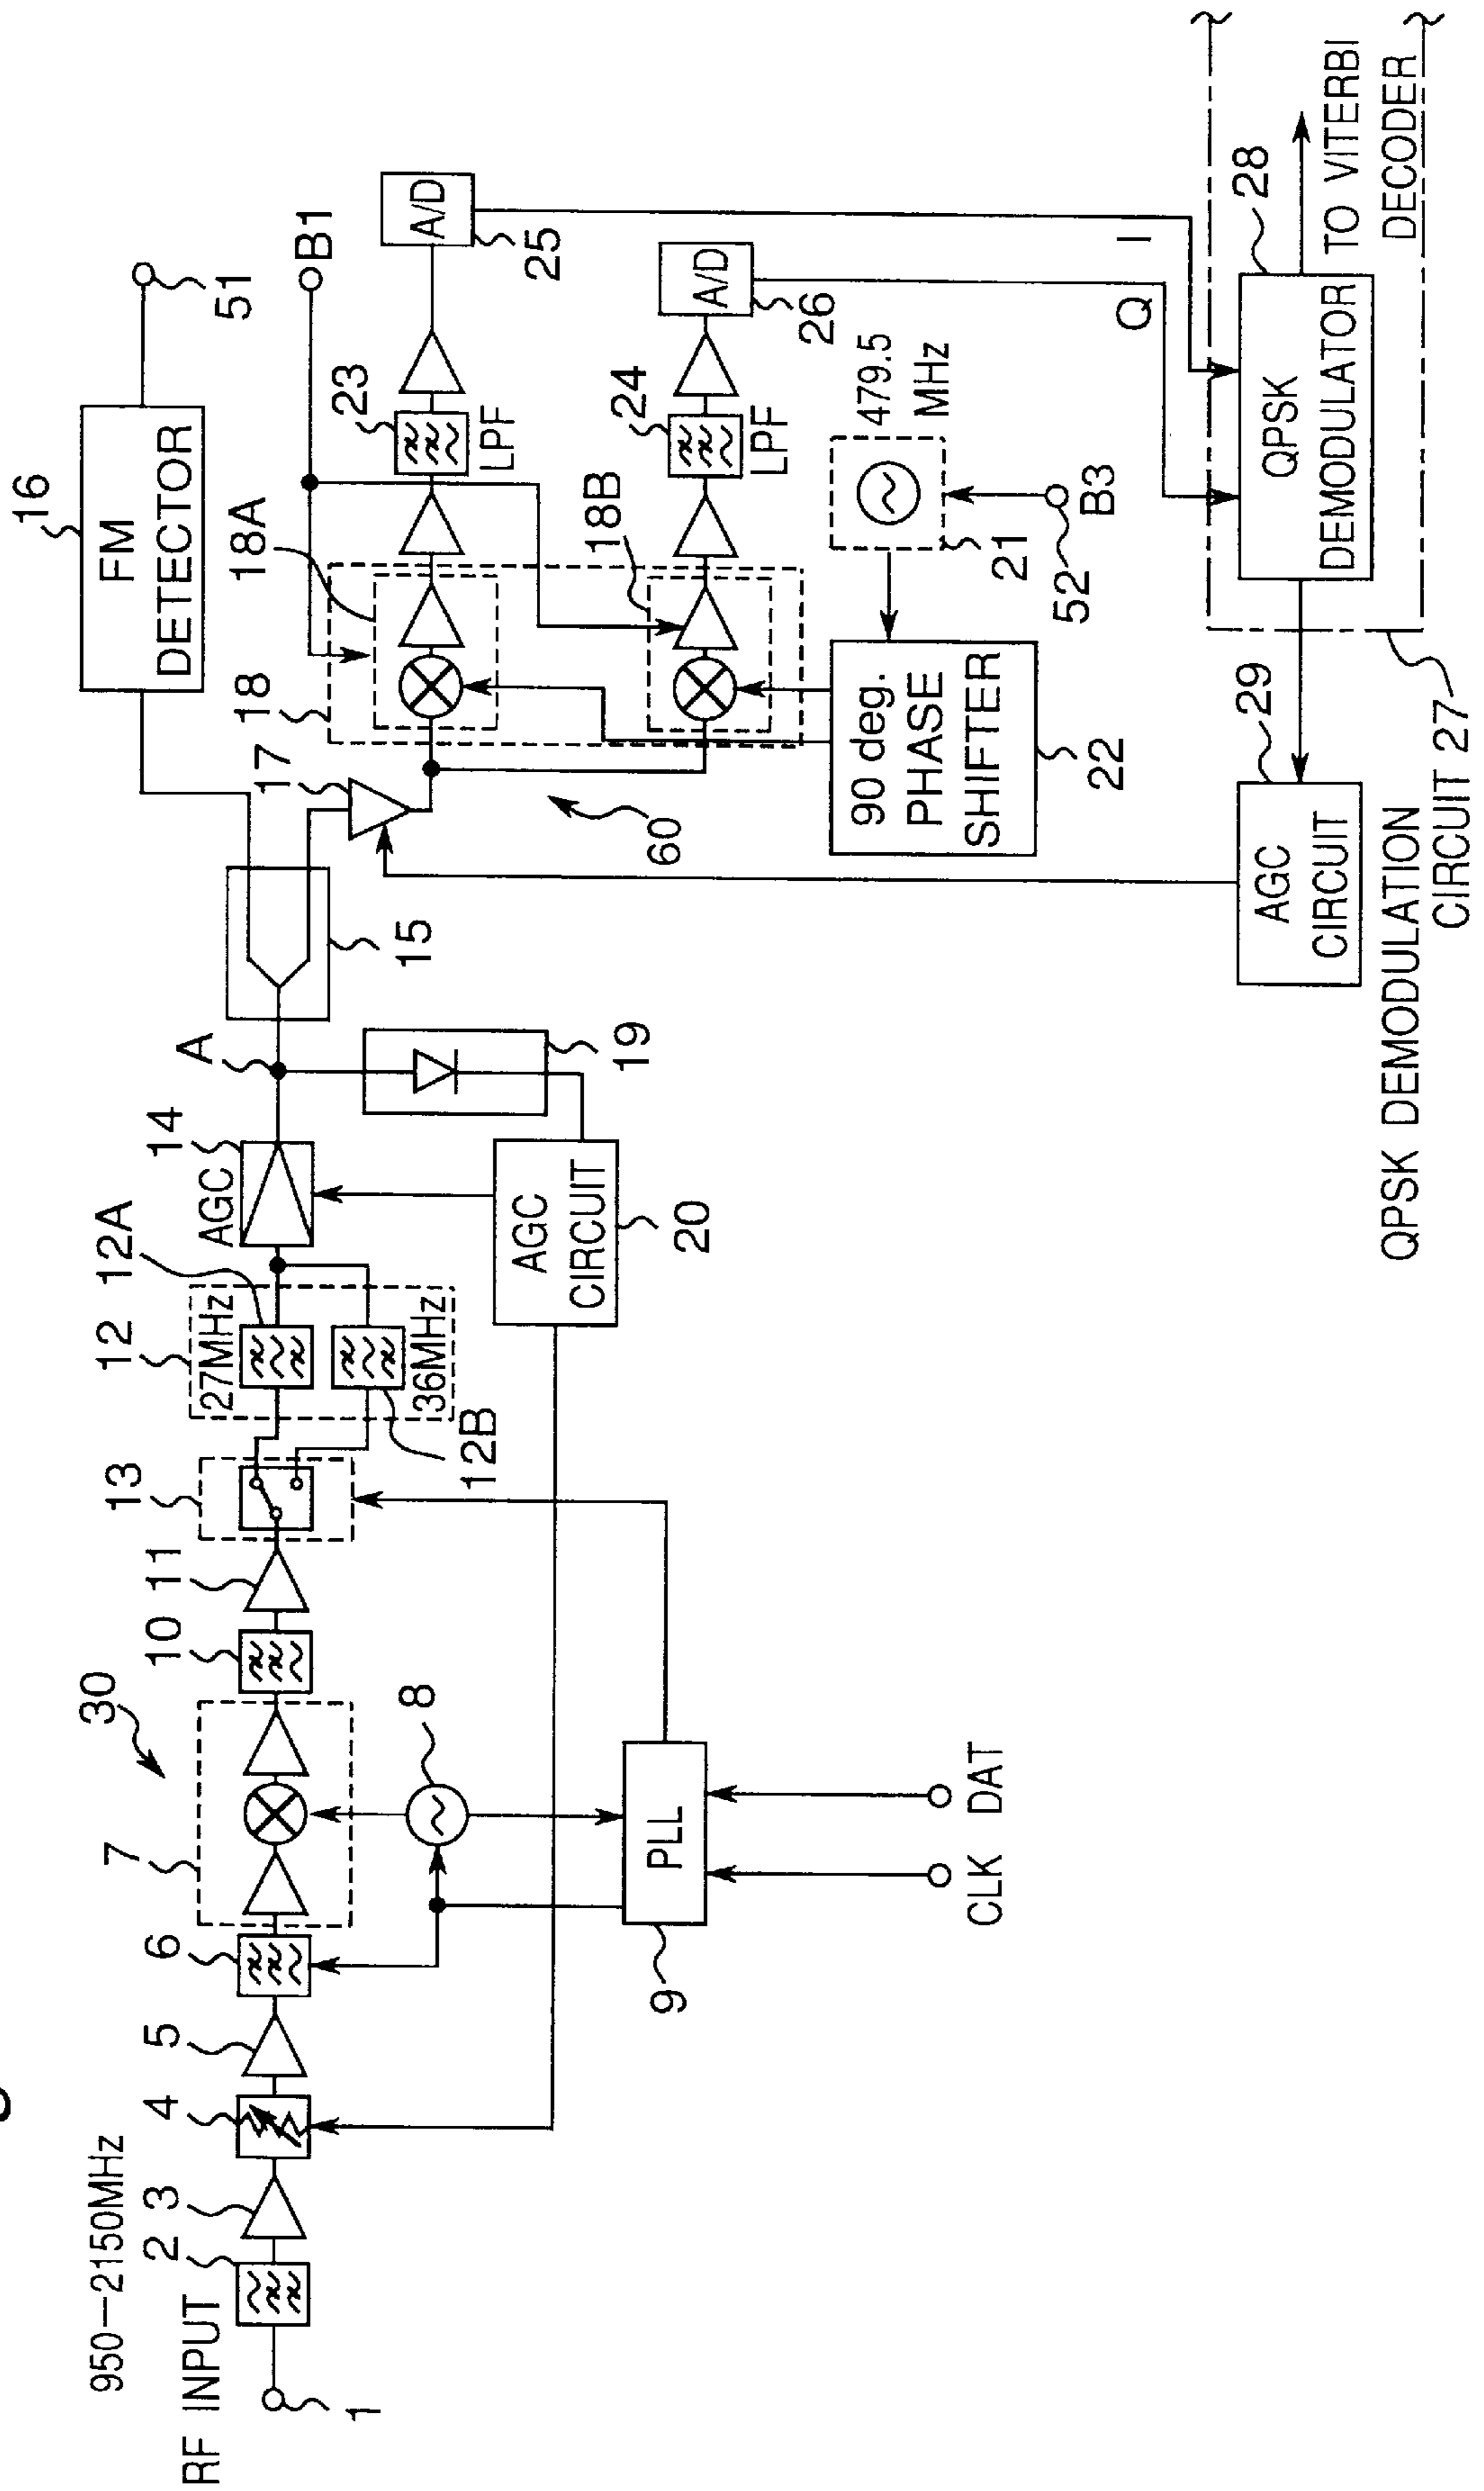 950–2150MHz
RF INPUT
1
2
3
4
5
6
7
30
8
PLL
9
CLK
DAT
10
11
13
12
27MHz
12A
36MHz
12B
AGC
14
AGC
CIRCUIT
20
A
19
15
16
FM
DETECTOR
51
17
18
18A
18B
B1
60
23
LPF
A/D
25
24
LPF
A/D
26
479.5
MHz
21
B3
52
90 deg.
PHASE
SHIFTER
22
I
Q
QPSK
DEMODULATOR
28
TO VITERBI
DECODER
29
AGC
CIRCUIT
QPSK DEMODULATION
CIRCUIT 27